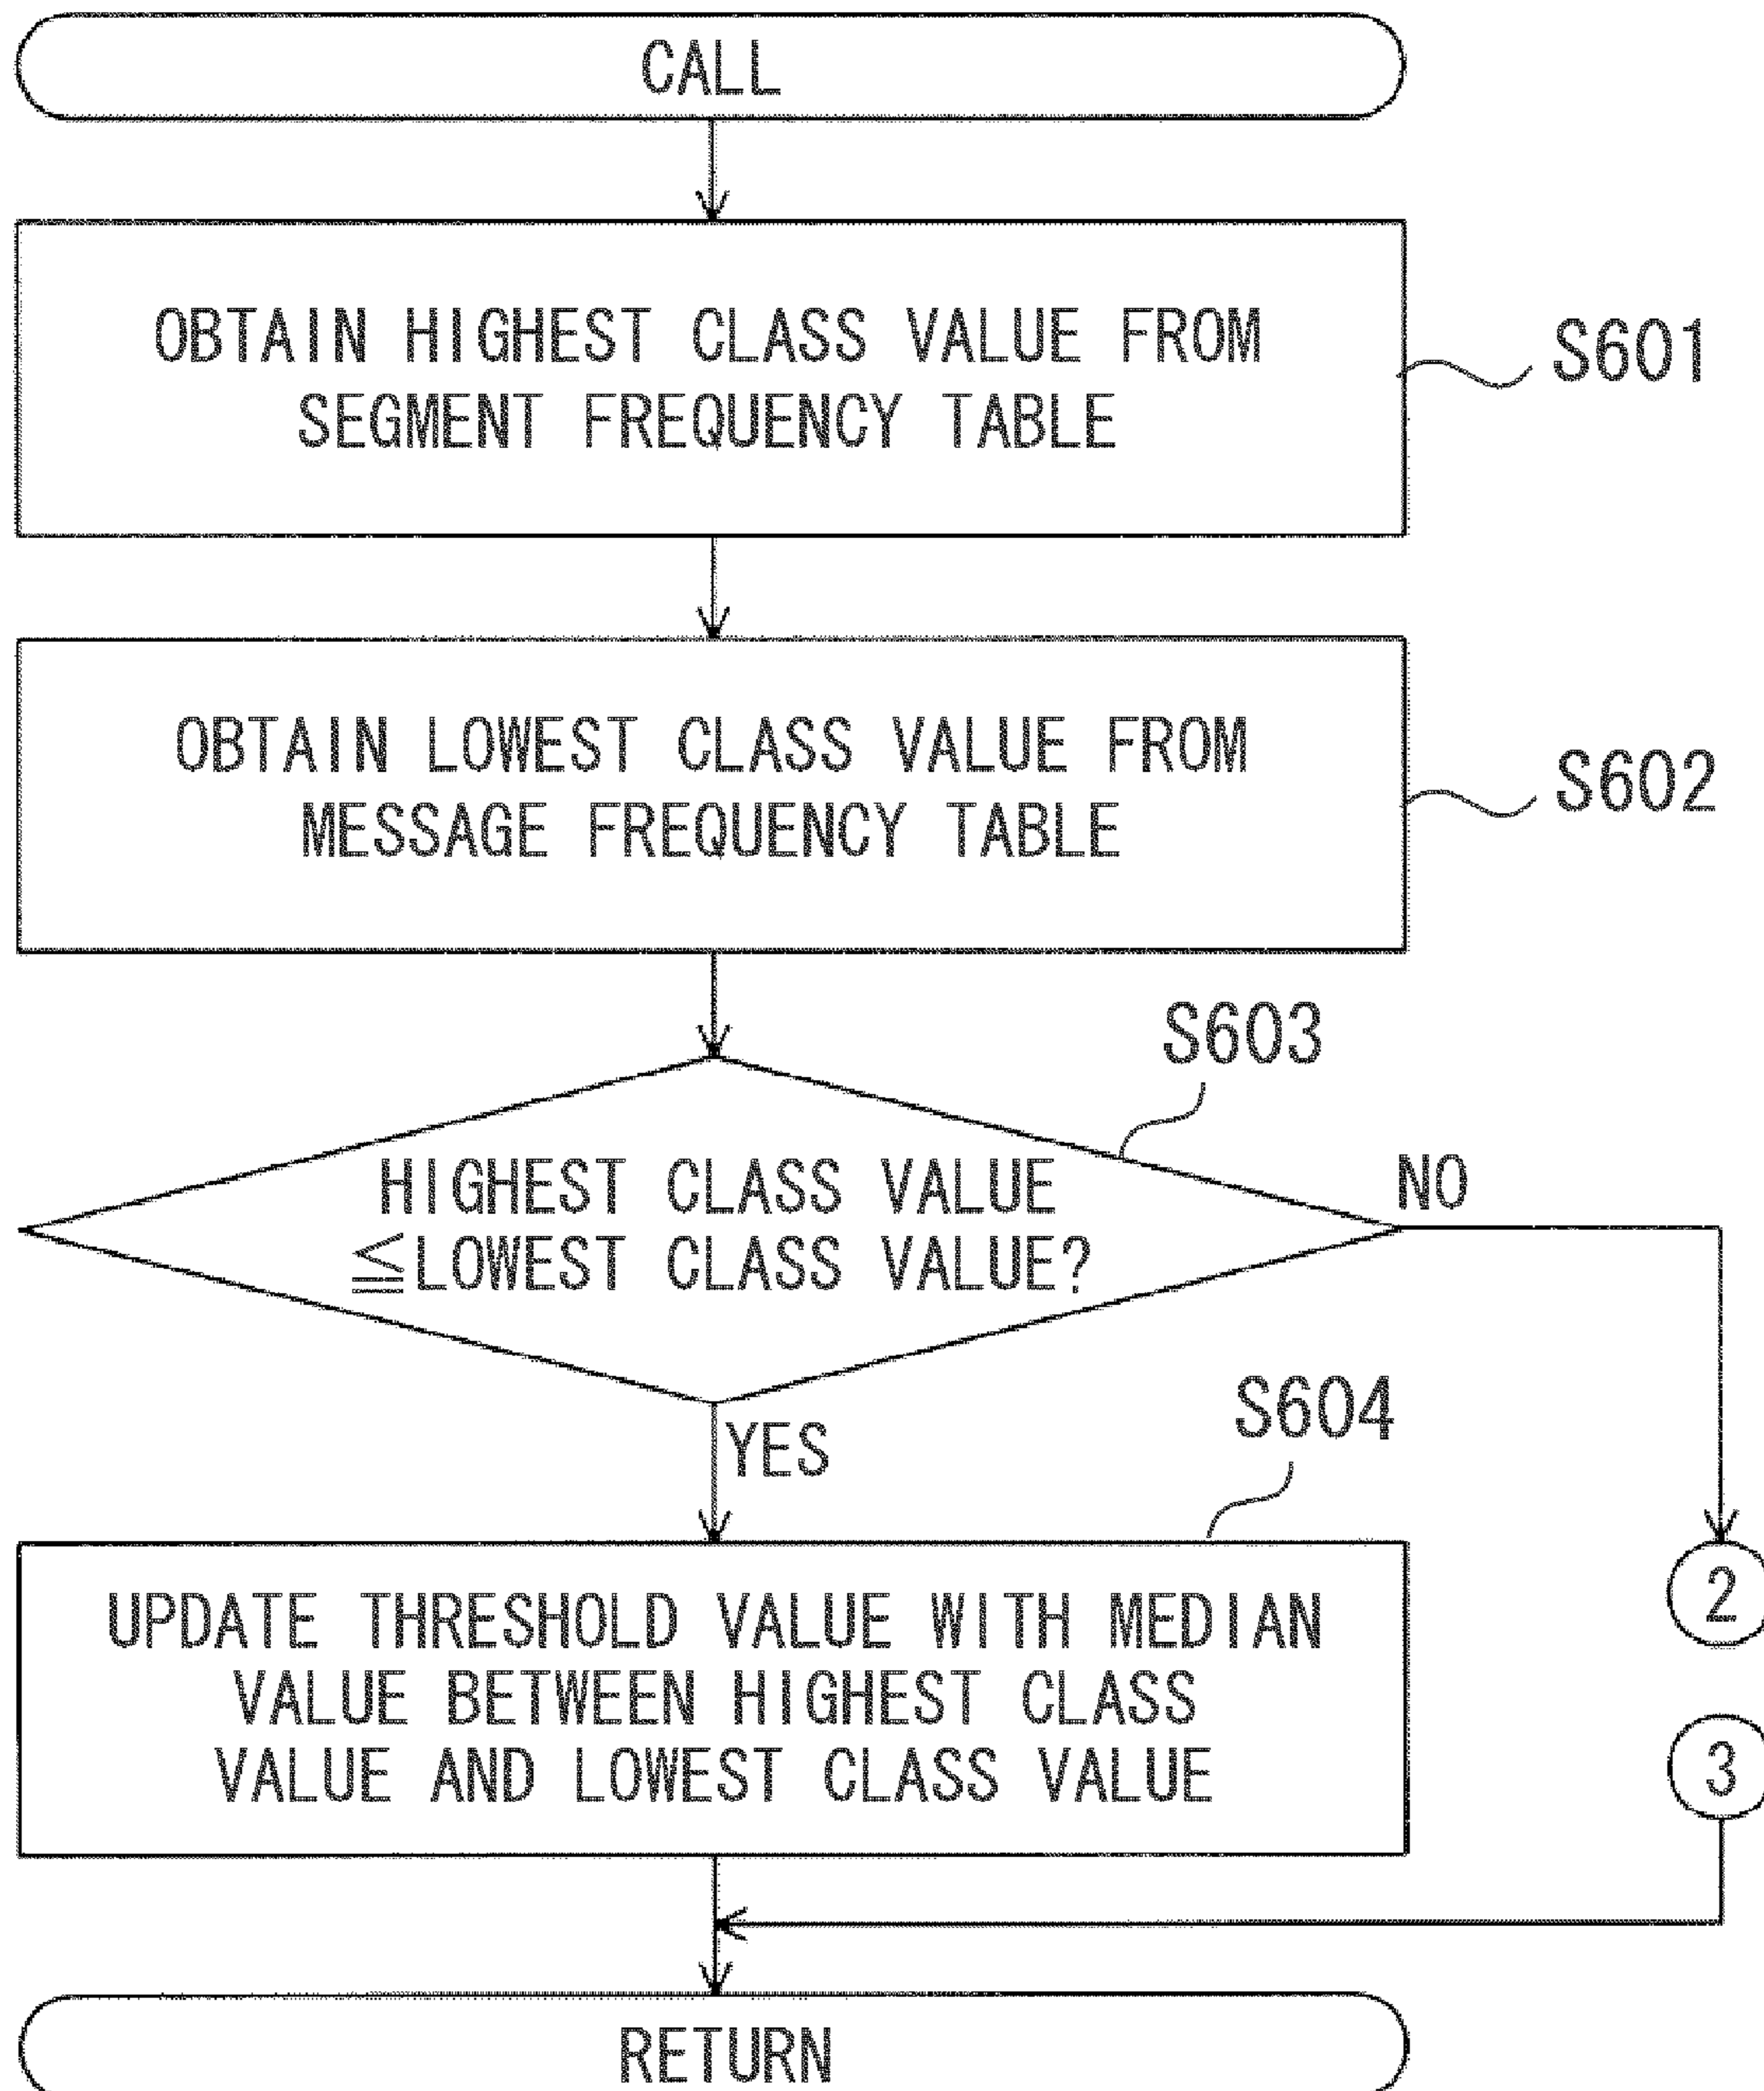 CALL
OBTAIN HIGHEST CLASS VALUE FROM
SEGMENT FREQUENCY TABLE
S601
OBTAIN LOWEST CLASS VALUE FROM
MESSAGE FREQUENCY TABLE
S602
S603
HIGHEST CLASS VALUE
≦LOWEST CLASS VALUE?
NO
YES
S604
UPDATE THRESHOLD VALUE WITH MEDIAN
VALUE BETWEEN HIGHEST CLASS
VALUE AND LOWEST CLASS VALUE
2
3
RETURN